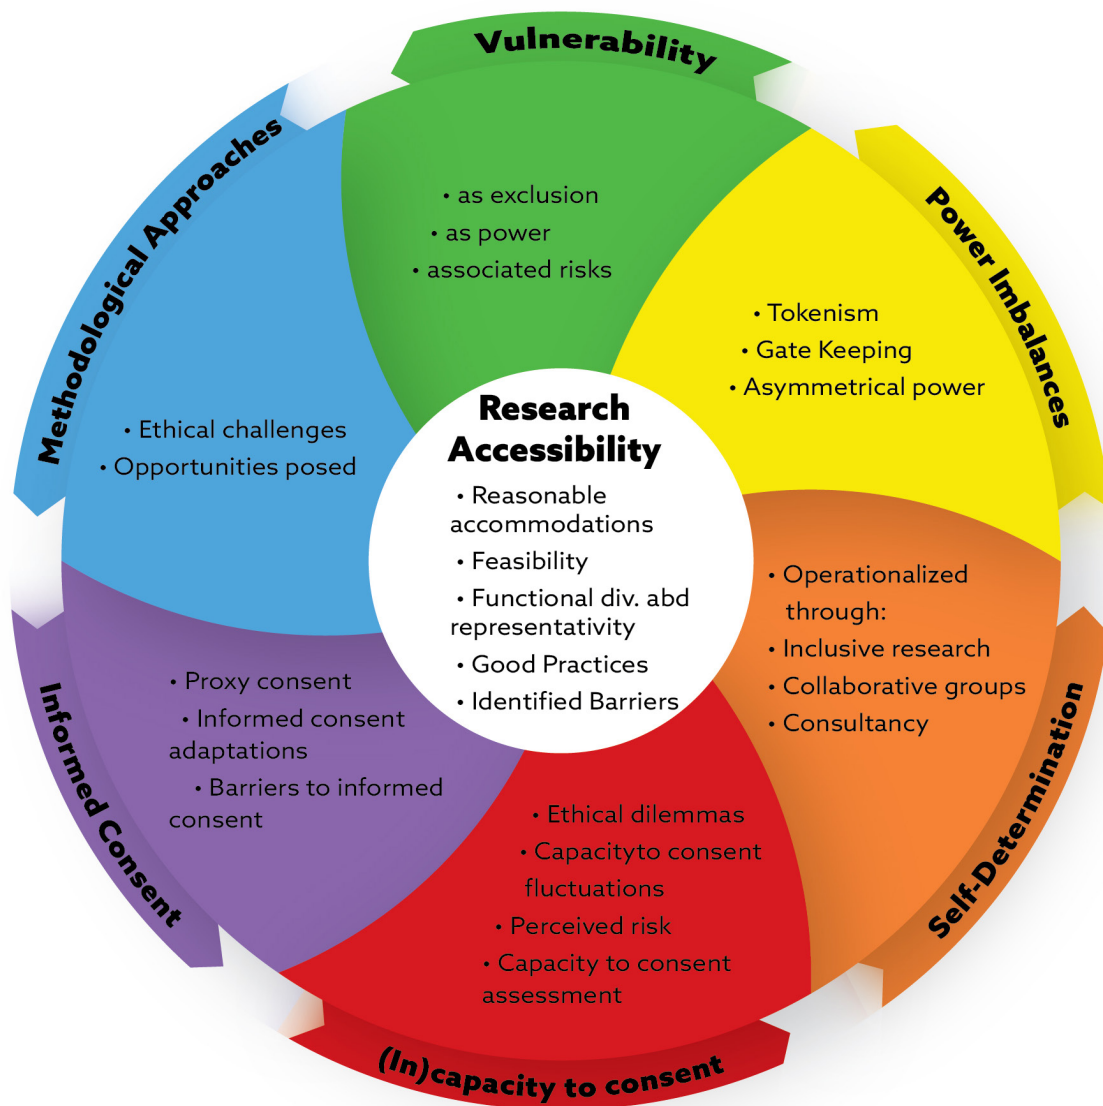 Vulnerability
• as exclusion
• as power
• associated risks
Power Imbalances
• Tokenism
• Gate Keeping
• Asymmetrical power
Self-Determination
• Operationalized
through:
• Inclusive research
• Collaborative groups
• Consultancy
(In)capacity to consent
• Ethical dilemmas
• Capacityto consent
fluctuations
• Perceived risk
• Capacity to consent
assessment
Informed Consent
• Proxy consent
• Informed consent
adaptations
• Barriers to informed
consent
Methodological Approaches
• Ethical challenges
• Opportunities posed
Research
Accessibility
• Reasonable
accommodations
• Feasibility
• Functional div. abd
representativity
• Good Practices
• Identified Barriers